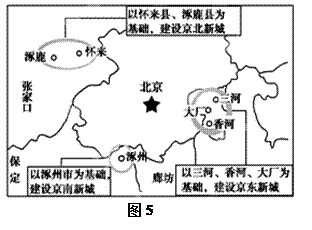 以怀来县、涿鹿县为
基础，建设京北新城
怀来
涿鹿
张家口
北京
三河
大厂
香河
保定
涿州
廊坊
以涿州市为基础，
建设京南新城
以三河、香河、大厂为
基础，建设京东新城
图5